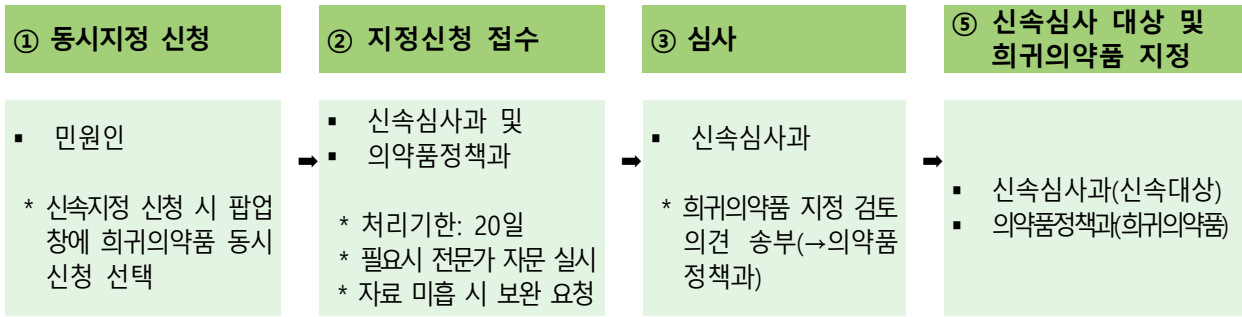 ① 동시지정 신청
② 지정신청 접수
③ 심사
⑤ 신속심사 대상 및
희귀의약품 지정
▪ 민원인
* 신속지정 신청 시 팝업
창에 희귀의약품 동시
신청 선택
➡
▪ 신속심사과 및
▪ 의약품정책과
* 처리기한: 20일
* 필요시 전문가 자문 실시
* 자료 미흡 시 보완 요청
➡
▪ 신속심사과
* 희귀의약품 지정 검토
의견 송부(→의약품
정책과)
➡
▪ 신속심사과(신속대상)
▪ 의약품정책과(희귀의약품)